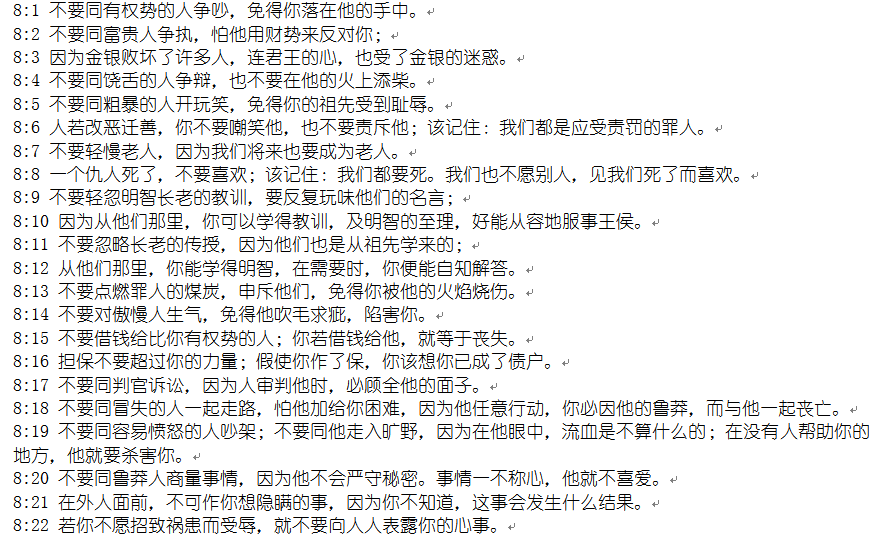 8:1 不要同有权势的人争吵，免得你落在他的手中。
8:2 不要同富贵人争执，怕他用财势来反对你；
8:3 因为金银败坏了许多人，连君王的心，也受了金银的迷惑。
8:4 不要同饶舌的人争辩，也不要在他的火上添柴。
8:5 不要同粗暴的人开玩笑，免得你的祖先受到耻辱。
8:6 人若改恶迁善，你不要嘲笑他，也不要责斥他；该记住：我们都是应受责罚的罪人。
8:7 不要轻慢老人，因为我们将来也要成为老人。
8:8 一个仇人死了，不要喜欢；该记住：我们都要死。我们也不愿别人，见我们死了而喜欢。
8:9 不要轻忽明智长老的教训，要反复玩味他们的名言；
8:10 因为从他们那里，你可以学得教训，及明智的至理，好能从容地服事王侯。
8:11 不要忽略长老的传授，因为他们也是从祖先学来的；
8:12 从他们那里，你能学得明智，在需要时，你便能自知解答。
8:13 不要点燃罪人的煤炭，申斥他们，免得你被他的火焰烧伤。
8:14 不要对傲慢人生气，免得他吹毛求疵，陷害你。
8:15 不要借钱给比你有权势的人；你若借钱给他，就等于丧失。
8:16 担保不要超过你的力量；假使你作了保，你该想你已成了债户。
8:17 不要同判官诉讼，因为人审判他时，必顾全他的面子。
8:18 不要同冒失的人一起走路，怕他加给你困难，因为他任意行动，你必因他的鲁莽，而与他一起丧亡。
8:19 不要同容易愤怒的人吵架；不要同他走入旷野，因为在他眼中，流血是不算什么的；在没有人帮助你的
地方，他就要杀害你。
8:20 不要同鲁莽人商量事情，因为他不会严守秘密。事情一不称心，他就不喜爱。
8:21 在外人面前，不可作你想隐瞒的事，因为你不知道，这事会发生什么结果。
8:22 若你不愿招致祸患而受辱，就不要向人人表露你的心事。